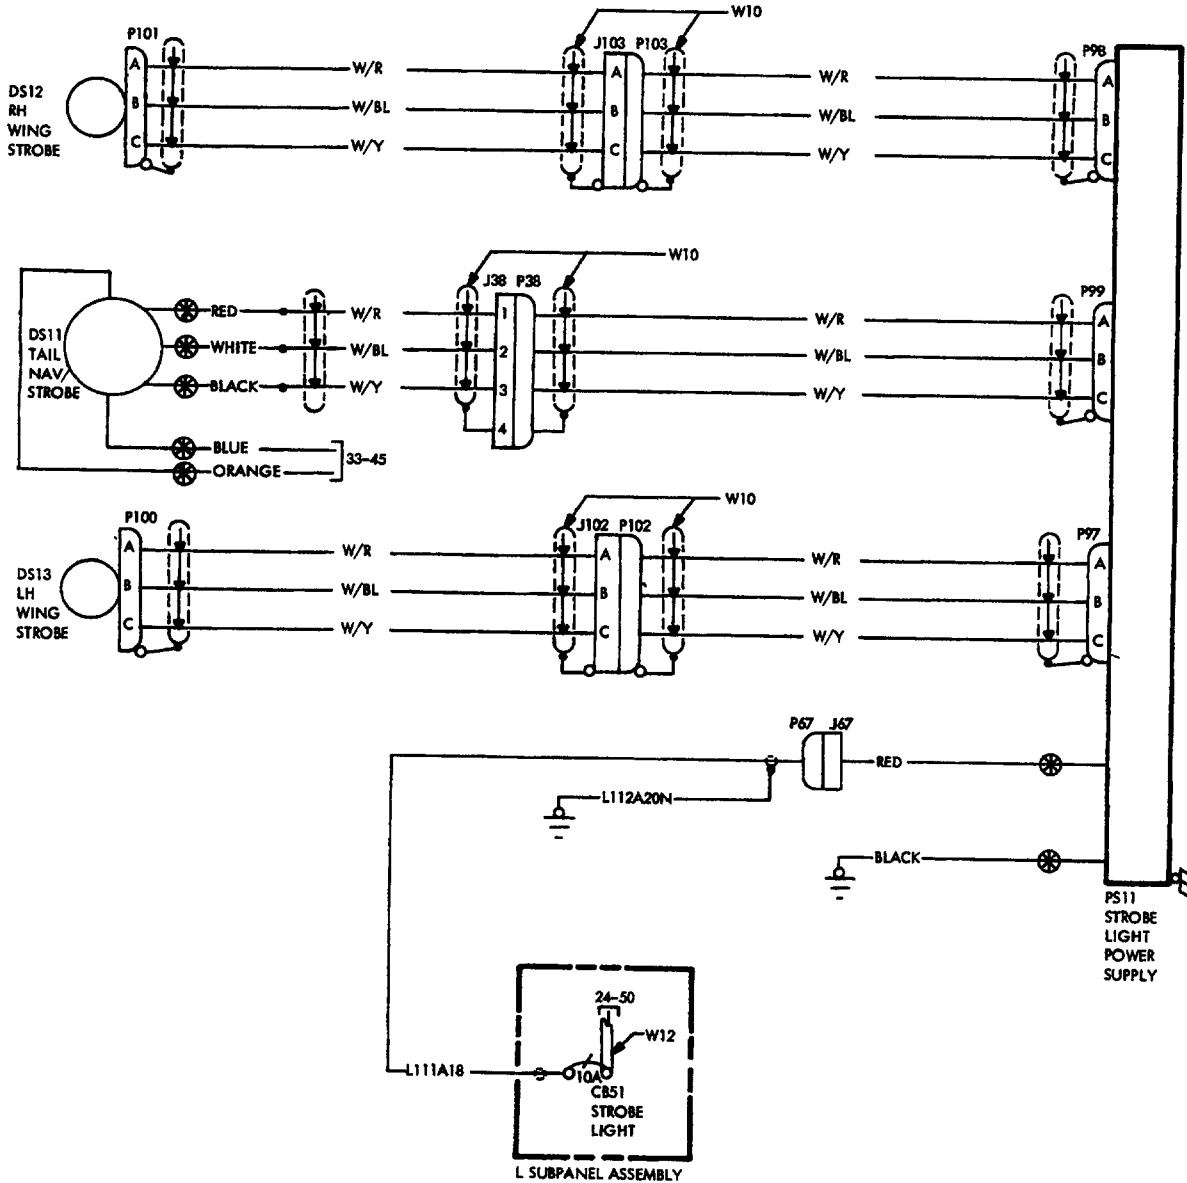 W10
P101
J103 P103
P98
DS12
RH
WING
STROBE
A W/R A W/R A
B W/BL B W/BL B
C W/Y C W/Y C
W10
J38 P38
P99
DS11
TAIL
NAV/
STROBE
RED W/R 1 W/R A
WHITE W/BL 2 W/BL B
BLACK W/Y 3 W/Y C
4
BLUE
33-45
ORANGE
W10
P100
J102 P102
P97
DS13
LH
WING
STROBE
A W/R A W/R A
B W/BL B W/BL B
C W/Y C W/Y C
P67 J67
RED
L112A20N
BLACK
PS11
STROBE
LIGHT
POWER
SUPPLY
24-50
W12
L111A18
10A
CB51
STROBE
LIGHT
L SUBPANEL ASSEMBLY